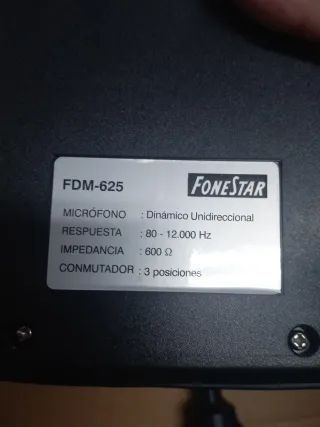 FDM-625 FONESTAR
MICRÓFONO : Dinámico Unidireccional
RESPUESTA : 80 - 12.000 Hz
IMPEDANCIA : 600 Ω
CONMUTADOR : 3 posiciones